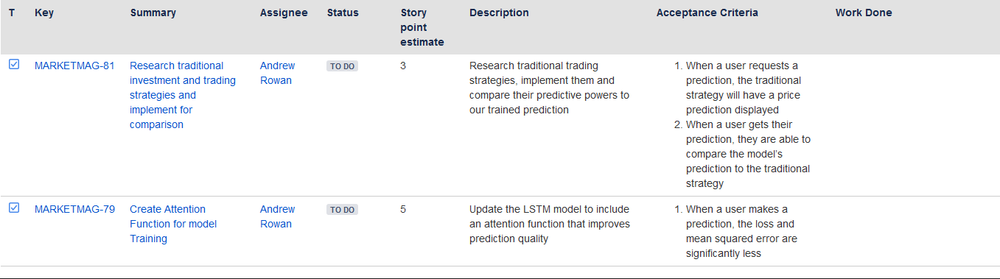 T Key Summary Assignee Status Story point estimate Description Acceptance Criteria Work Done
MARKETMAG-81
Research traditional
investment and trading
strategies and
implement for
comparison
Andrew
Rowan
TO DO
3
Research traditional trading
strategies, implement them and
compare their predictive powers to
our trained prediction
1. When a user requests a
prediction, the traditional
strategy will have a price
prediction displayed
2. When a user gets their
prediction, they are able to
compare the model's
prediction to the traditional
strategy
MARKETMAG-79
Create Attention
Function for model
Training
Andrew
Rowan
TO DO
5
Update the LSTM model to include
an attention function that improves
prediction quality
1. When a user makes a
prediction, the loss and
mean squared error are
significantly less